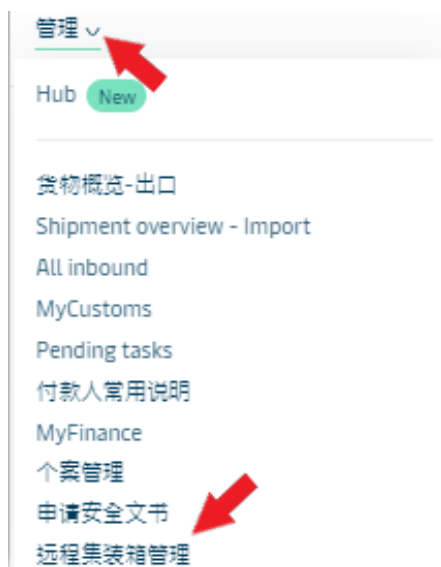 管理
Hub New
货物概览-出口
Shipment overview - Import
All inbound
MyCustoms
Pending tasks
付款人常用说明
MyFinance
个案管理
申请安全文书
远程集装箱管理